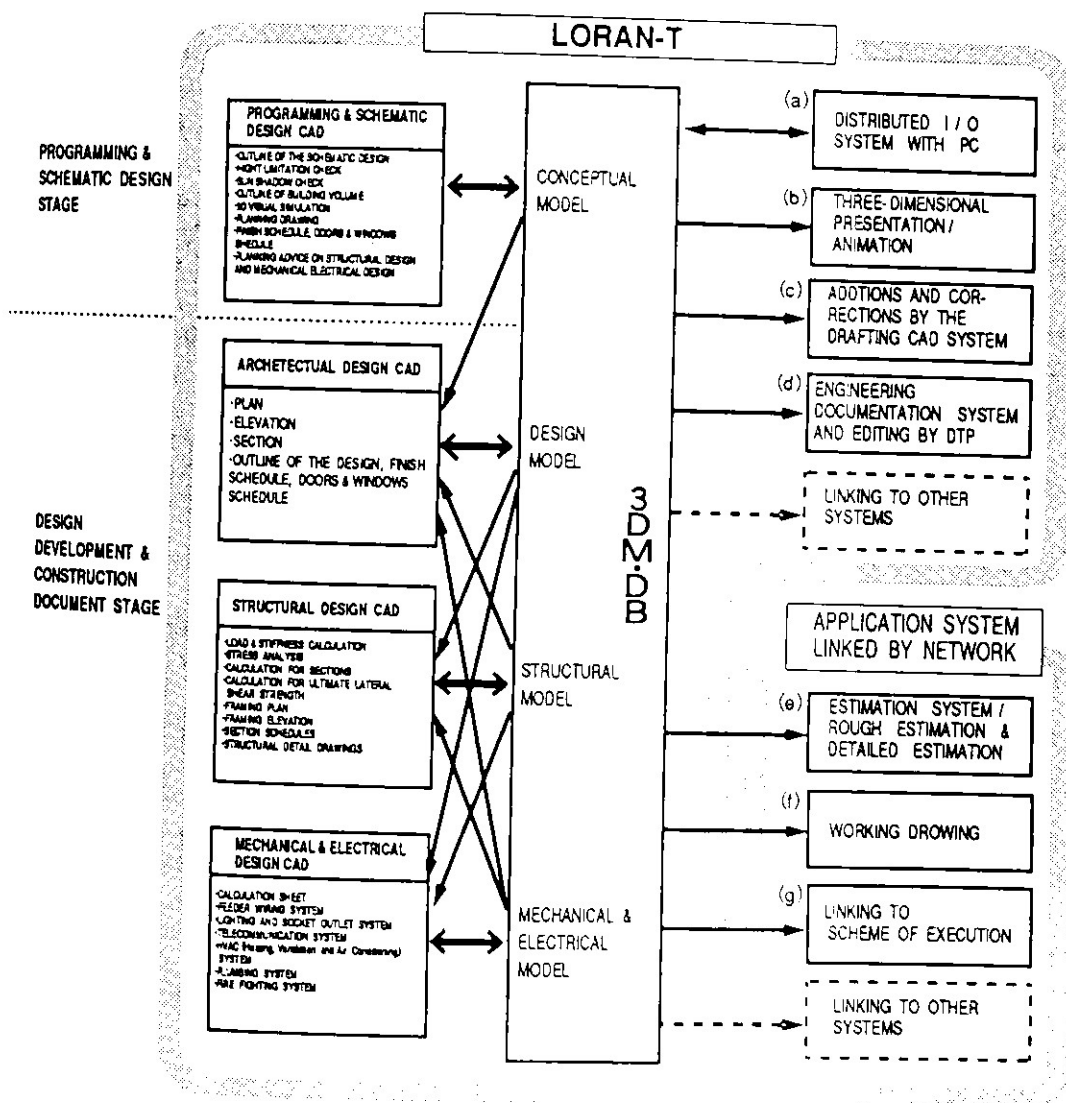 LORAN-T
PROGRAMMING &
SCHEMATIC DESIGN
STAGE
PROGRAMMING & SCHEMATIC
DESIGN CAD
·OUTLINE OF THE SCHEMATIC DESIGN
·HIGHT LIMITATION CHECK
·SUN SHADOW CHECK
·OUTLINE OF BUILDING VOLUME
·3D VISUAL SIMULATION
·PLANNING DRAWING
·FINISH SCHEDULE, DOORS & WINDOWS
SHEDULE
·PLANNING ADVICE ON STRUCTURAL DESIGN
AND MECHANICAL ELECTRICAL DESIGN
DESIGN
DEVELOPMENT &
CONSTRUCTION
DOCUMENT STAGE
ARCHETECTUAL DESIGN CAD
·PLAN
·ELEVATION
·SECTION
·OUTLINE OF THE DESIGN, FINISH
SCHEDULE, DOORS & WINDOWS
SCHEDULE
STRUCTURAL DESIGN CAD
·LOAD & STIFFNESS CALCULATION
·STRESS ANALYSIS
·CALCULATION FOR SECTIONS
·CALCULATION FOR ULTIMATE LATERAL
SHEAR STRENGTH
·FRAMING PLAN
·FRAMING ELEVATION
·SECTION SCHEDULES
·STRUCTURAL DETAIL DRAWINGS
MECHANICAL & ELECTRICAL
DESIGN CAD
·CALCULATION SHEET
·FEEDER WIRING SYSTEM
·LIGHTING AND SOCKET OUTLET SYSTEM
·TELECOMMUNICATION SYSTEM
·HVAC (Heating, Ventilation and Air Conditioning)
SYSTEM
·PLUMBING SYSTEM
·FIRE FIGHTING SYSTEM
CONCEPTUAL
MODEL
DESIGN
MODEL
STRUCTURAL
MODEL
MECHANICAL &
ELECTRICAL
MODEL
3DM·DB
(a)
DISTRIBUTED I/O
SYSTEM WITH PC
(b)
THREE-DIMENSIONAL
PRESENTATION/
ANIMATION
(c)
ADDTIONS AND COR-
RECTIONS BY THE
DRAFTING CAD SYSTEM
(d)
ENGINEERING
DOCUMENTATION SYSTEM
AND EDITING BY DTP
LINKING TO OTHER
SYSTEMS
APPLICATION SYSTEM
LINKED BY NETWORK
(e)
ESTIMATION SYSTEM/
ROUGH ESTIMATION &
DETAILED ESTIMATION
(f)
WORKING DROWING
(g)
LINKING TO
SCHEME OF EXECUTION
LINKING TO OTHER
SYSTEMS